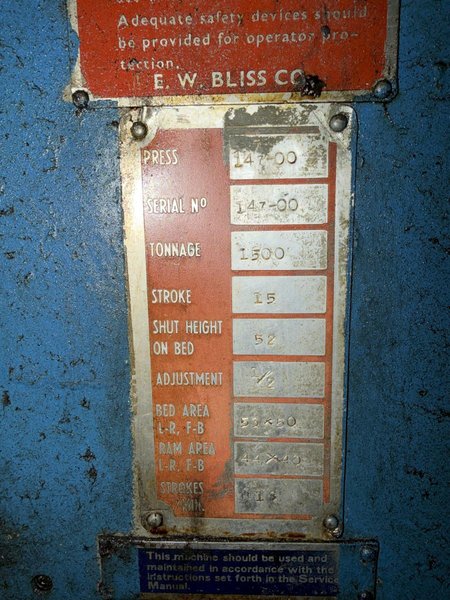 Adequate safety devices should
be provided for operator pro-
tection.
E. W. BLISS CO.
PRESS 147-00
SERIAL Nº 147-00
TONNAGE 1500
STROKE 15
SHUT HEIGHT
ON BED 52
ADJUSTMENT 1/2
BED AREA
L-R, F-B
RAM AREA
L-R, F-B
STROKES
This machine should be used and
maintained in accordance with the
instructions set forth in the Service
Manual.